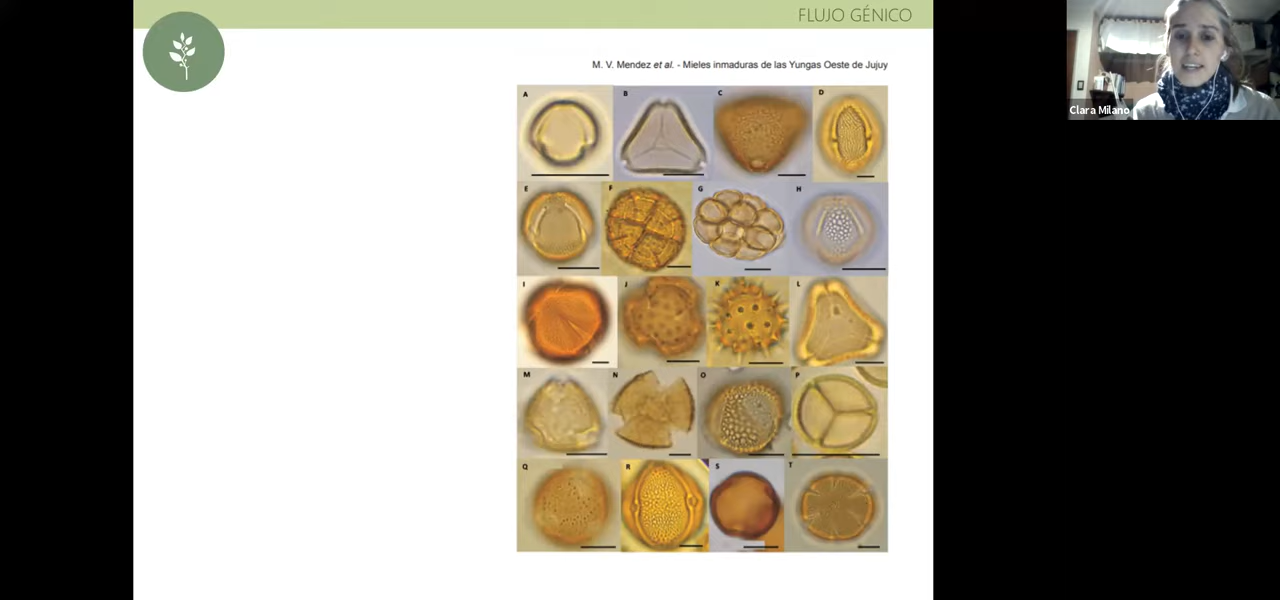 FLUJO GÉNICO
M. V. Mendez et al. - Mieles inmaduras de las Yungas Oeste de Jujuy
Clara Milano
A B C D
E F G H
I J K L
M N O P
Q R S T